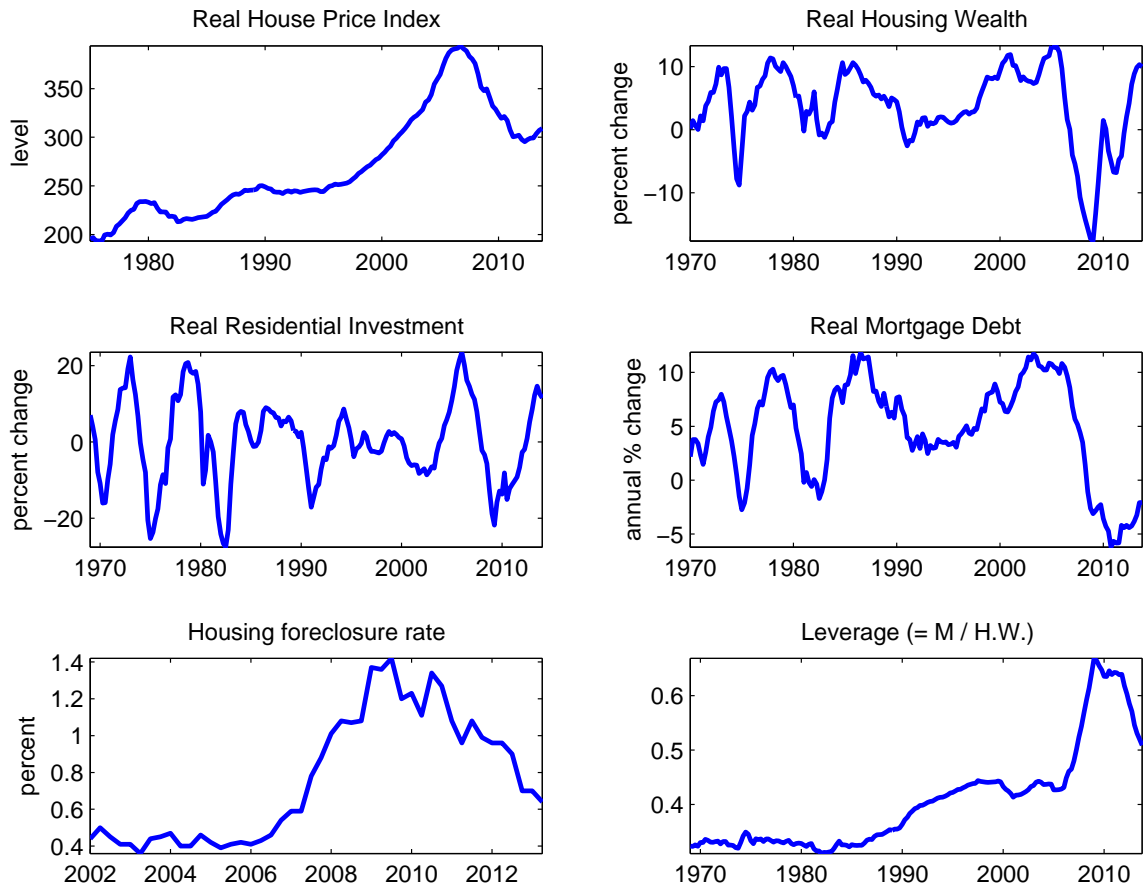 Real House Price Index
level
350
300
250
200
1980 1990 2000 2010
Real Housing Wealth
percent change
10
0
−10
1970 1980 1990 2000 2010
Real Residential Investment
percent change
20
0
−20
1970 1980 1990 2000 2010
Real Mortgage Debt
annual % change
10
5
0
−5
1970 1980 1990 2000 2010
Housing foreclosure rate
percent
1.4
1.2
1
0.8
0.6
0.4
2002 2004 2006 2008 2010 2012
Leverage (= M / H.W.)
0.6
0.5
0.4
1970 1980 1990 2000 2010